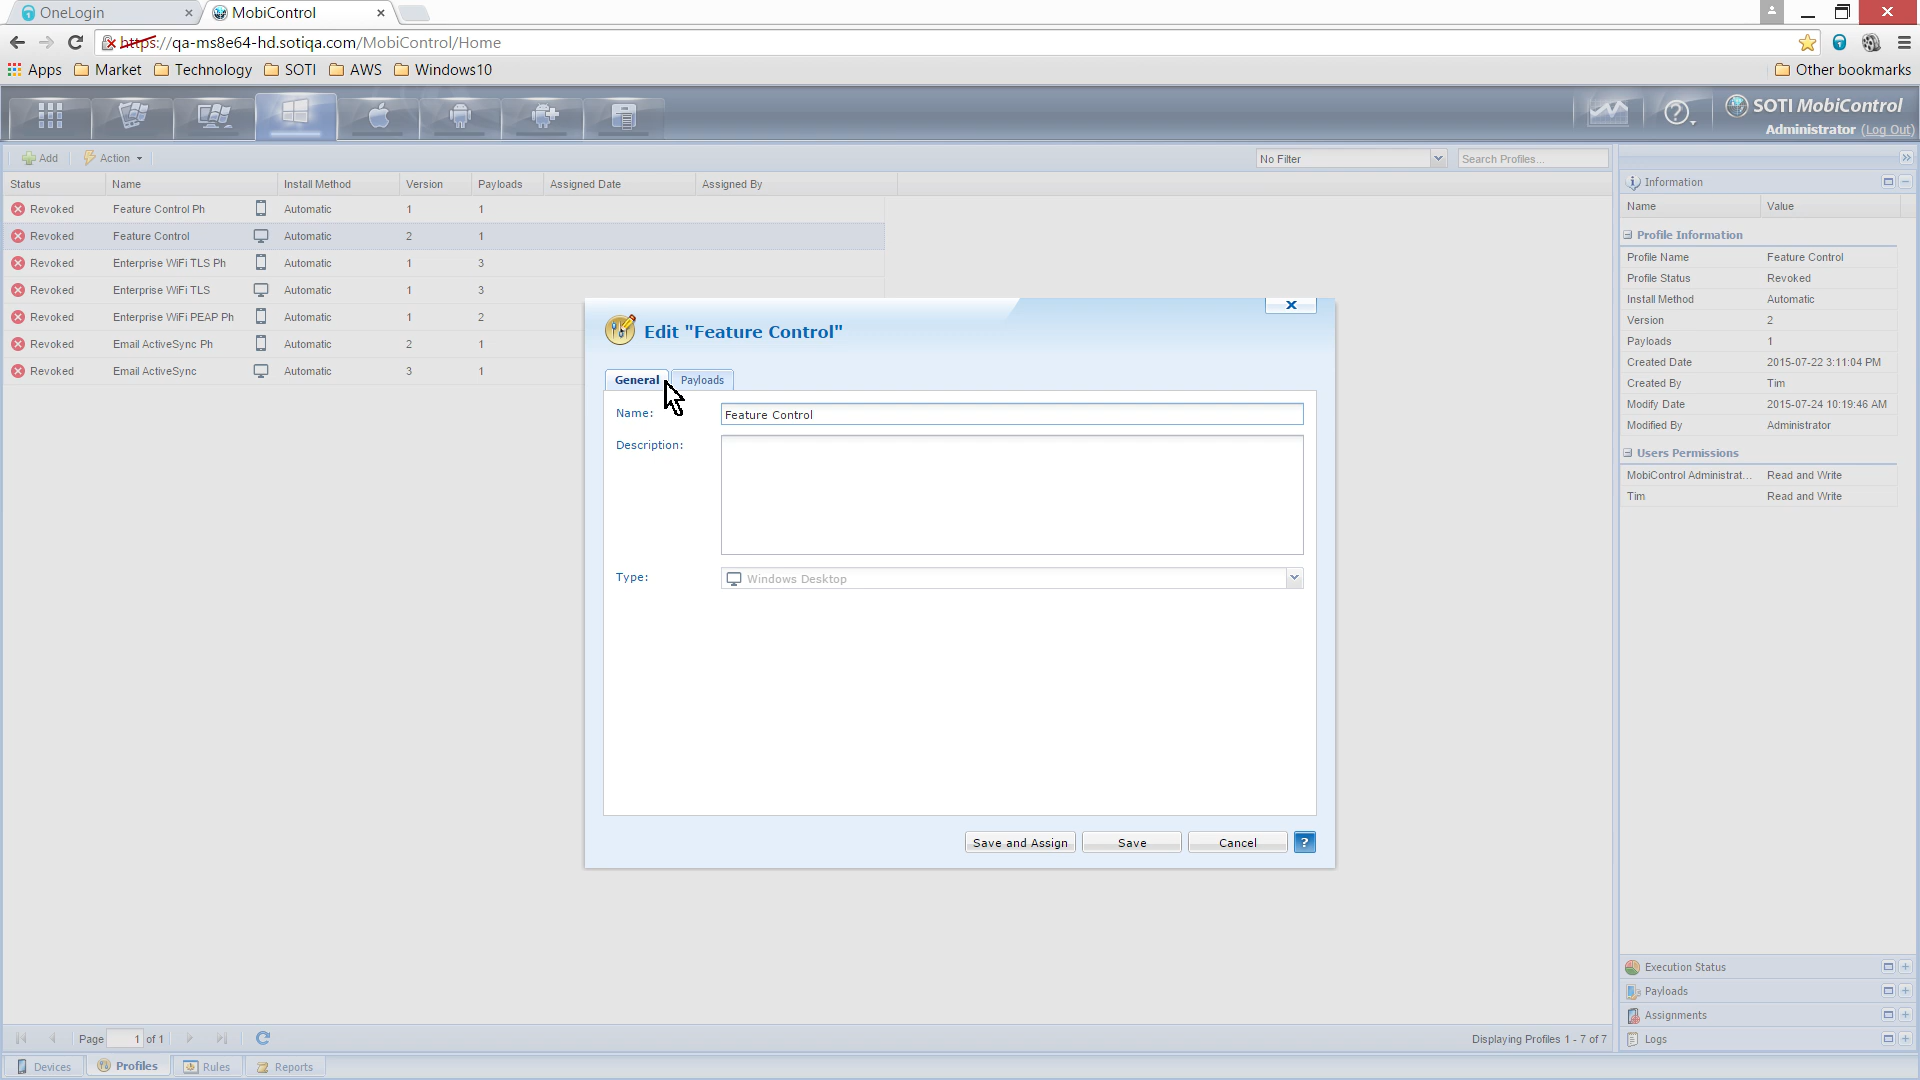 OneLogin
MobiControl
https://qa-ms8e64-hd.sotiqa.com/MobiControl/Home
Apps Market Technology SOTI AWS Windows10 Other bookmarks
SOTI MobiControl
Administrator (Log Out)
Add Action No Filter Search Profiles...
Status Name Install Method Version Payloads Assigned Date Assigned By
Revoked Feature Control Ph Automatic 1 1
Revoked Feature Control Automatic 2 1
Revoked Enterprise WiFi TLS Ph Automatic 1 3
Revoked Enterprise WiFi TLS Automatic 1 3
Revoked Enterprise WiFi PEAP Ph Automatic 1 2
Revoked Email ActiveSync Ph Automatic 2 1
Revoked Email ActiveSync Automatic 3 1
Edit "Feature Control"
General Payloads
Name: Feature Control
Description:
Type: Windows Desktop
Save and Assign Save Cancel ?
Information
Name Value
Profile Information
Profile Name Feature Control
Profile Status Revoked
Install Method Automatic
Version 2
Payloads 1
Created Date 2015-07-22 3:11:04 PM
Created By Tim
Modify Date 2015-07-24 10:19:46 AM
Modified By Administrator
Users Permissions
MobiControl Administrat... Read and Write
Tim Read and Write
Execution Status
Payloads
Assignments
Logs
Page 1 of 1 Displaying Profiles 1 - 7 of 7
Devices Profiles Rules Reports